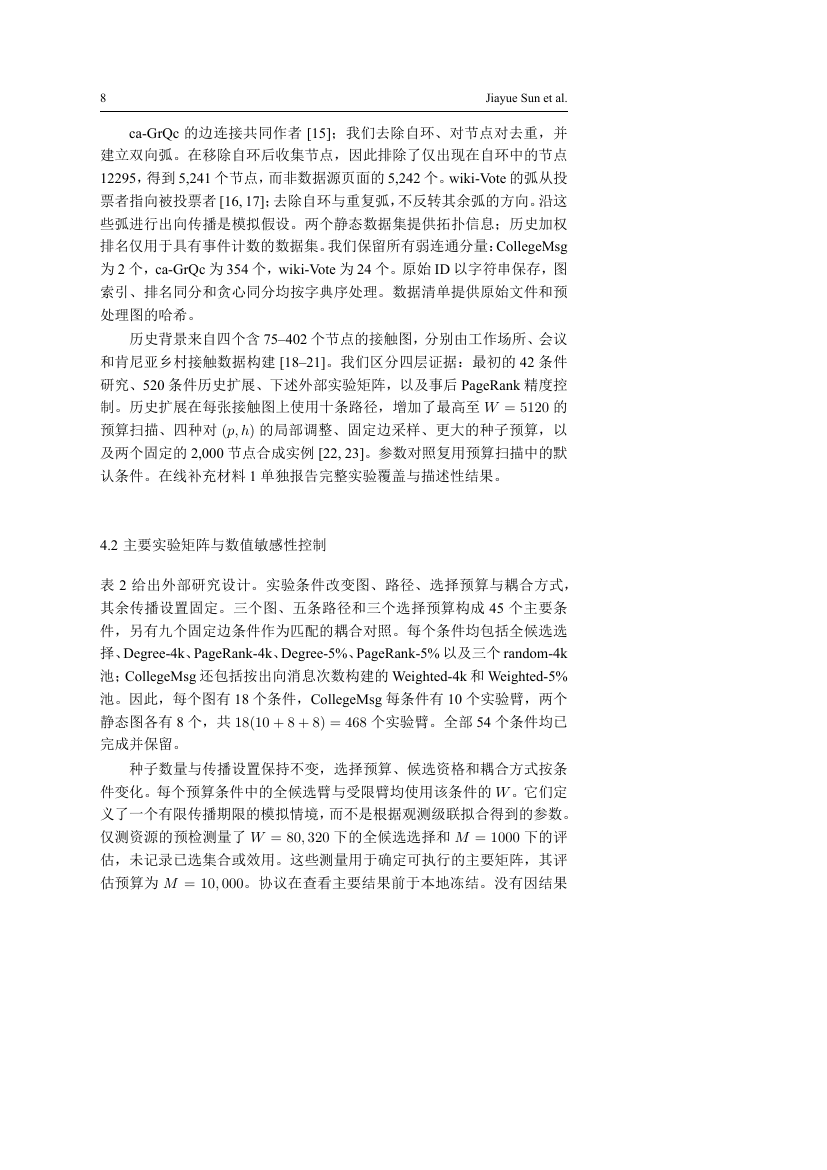 8
Jiayue Sun et al.
ca-GrQc 的边连接共同作者 [15]；我们去除自环、对节点对去重，并
建立双向弧。在移除自环后收集节点，因此排除了仅出现在自环中的节点
12295，得到 5,241 个节点，而非数据源页面的 5,242 个。wiki-Vote 的弧从投
票者指向被投票者 [16, 17]；去除自环与重复弧，不反转其余弧的方向。沿这
些弧进行出向传播是模拟假设。两个静态数据集提供拓扑信息；历史加权
排名仅用于具有事件计数的数据集。我们保留所有弱连通分量：CollegeMsg
为 2 个，ca-GrQc 为 354 个，wiki-Vote 为 24 个。原始 ID 以字符串保存，图
索引、排名同分和贪心同分均按字典序处理。数据清单提供原始文件和预
处理图的哈希。
历史背景来自四个含 75–402 个节点的接触图，分别由工作场所、会议
和肯尼亚乡村接触数据构建 [18–21]。我们区分四层证据：最初的 42 条件
研究、520 条件历史扩展、下述外部实验矩阵，以及事后 PageRank 精度控
制。历史扩展在每张接触图上使用十条路径，增加了最高至 W = 5120 的
预算扫描、四种对 (p, h) 的局部调整、固定边采样、更大的种子预算，以
及两个固定的 2,000 节点合成实例 [22, 23]。参数对照复用预算扫描中的默
认条件。在线补充材料 1 单独报告完整实验覆盖与描述性结果。
4.2 主要实验矩阵与数值敏感性控制
表 2 给出外部研究设计。实验条件改变图、路径、选择预算与耦合方式，
其余传播设置固定。三个图、五条路径和三个选择预算构成 45 个主要条
件，另有九个固定边条件作为匹配的耦合对照。每个条件均包括全候选选
择、Degree-4k、PageRank-4k、Degree-5%、PageRank-5% 以及三个 random-4k
池；CollegeMsg 还包括按出向消息次数构建的 Weighted-4k 和 Weighted-5%
池。因此，每个图有 18 个条件，CollegeMsg 每条件有 10 个实验臂，两个
静态图各有 8 个，共 18(10 + 8 + 8) = 468 个实验臂。全部 54 个条件均已
完成并保留。
种子数量与传播设置保持不变，选择预算、候选资格和耦合方式按条
件变化。每个预算条件中的全候选臂与受限臂均使用该条件的 W。它们定
义了一个有限传播期限的模拟情境，而不是根据观测级联拟合得到的参数。
仅测资源的预检测量了 W = 80, 320 下的全候选选择和 M = 1000 下的评
估，未记录已选集合或效用。这些测量用于确定可执行的主要矩阵，其评
估预算为 M = 10, 000。协议在查看主要结果前于本地冻结。没有因结果